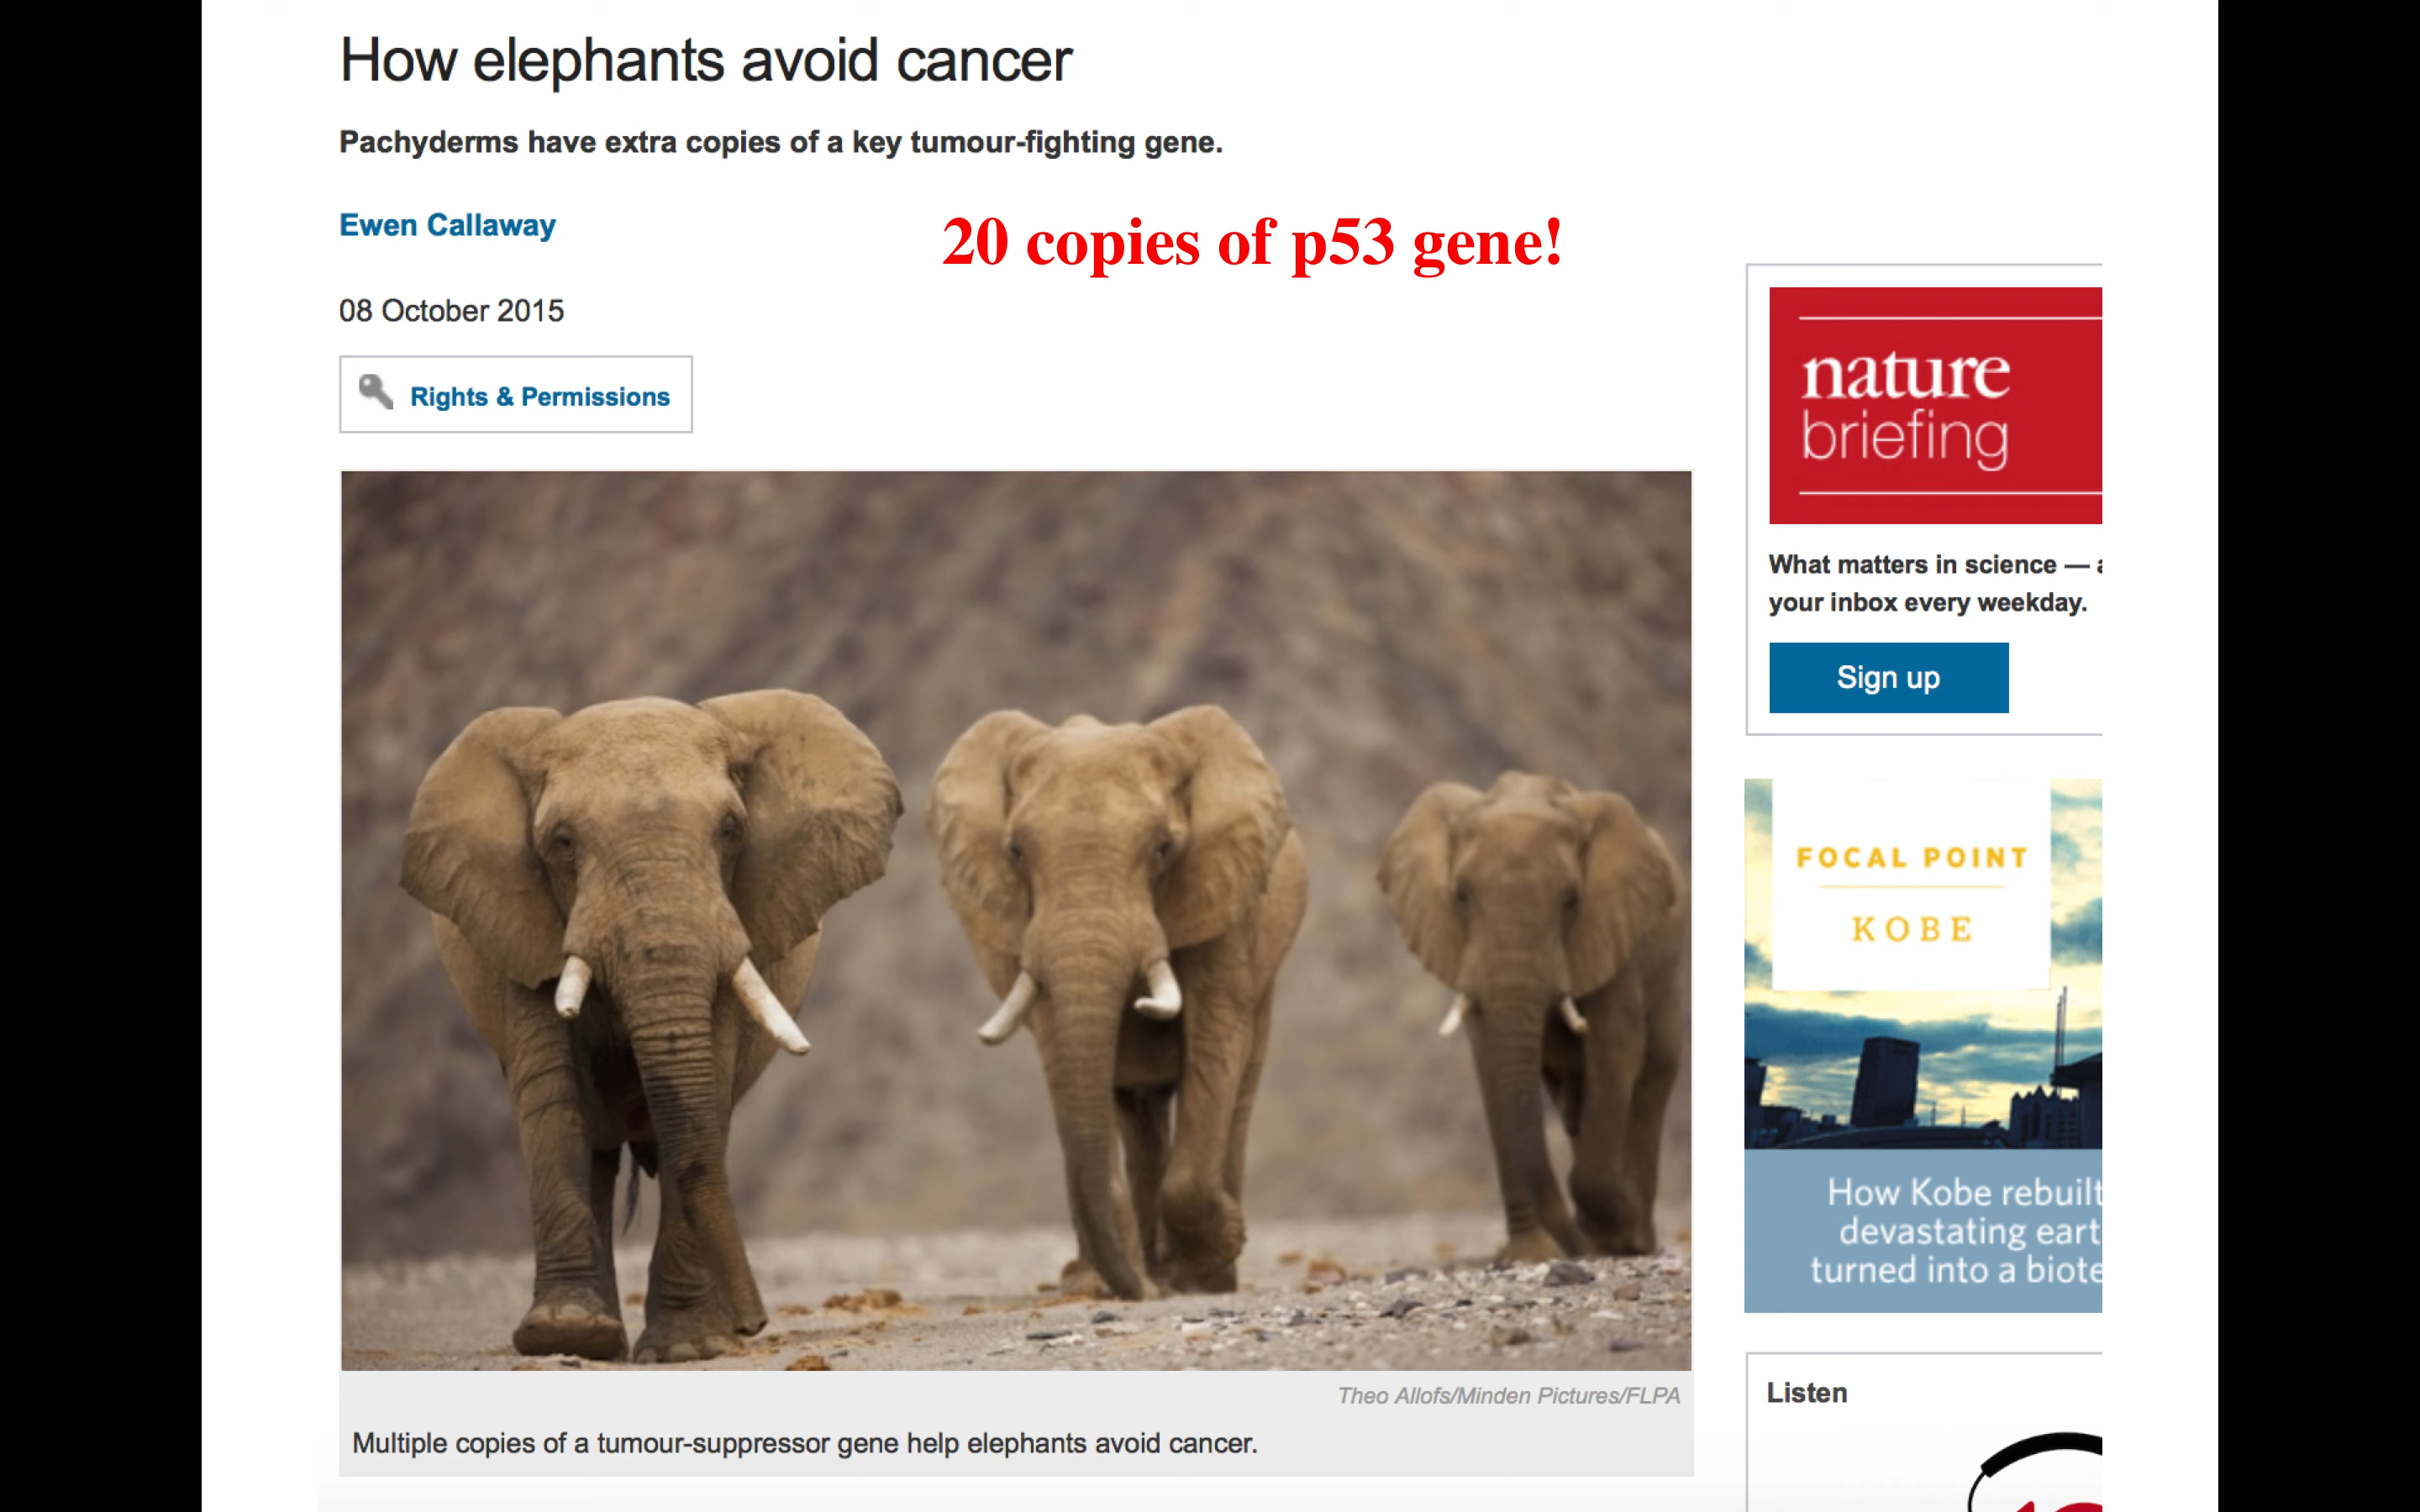 How elephants avoid cancer
Pachyderms have extra copies of a key tumour-fighting gene.
Ewen Callaway
20 copies of p53 gene!
08 October 2015
Rights & Permissions
Theo Allofs/Minden Pictures/FLPA
Multiple copies of a tumour-suppressor gene help elephants avoid cancer.
nature
briefing
What matters in science —
your inbox every weekday.
Sign up
FOCAL POINT
KOBE
How Kobe rebuilt
devastating eart
turned into a biote
Listen